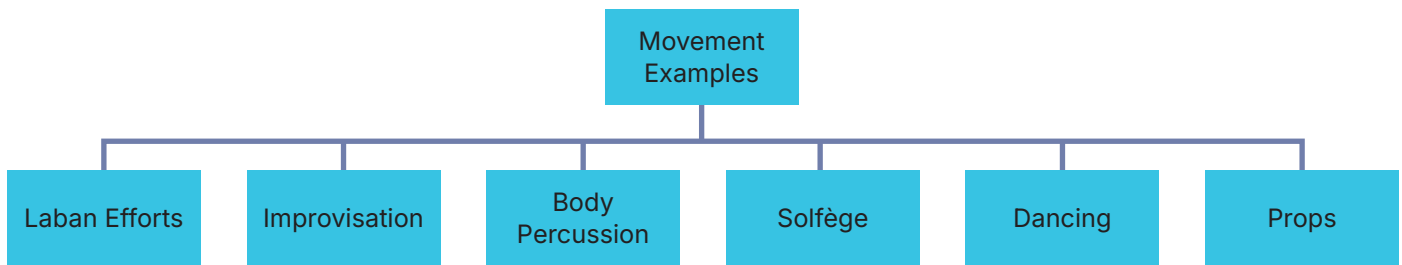 Movement
Examples
Laban Efforts
Improvisation
Body
Percussion
Solfège
Dancing
Props